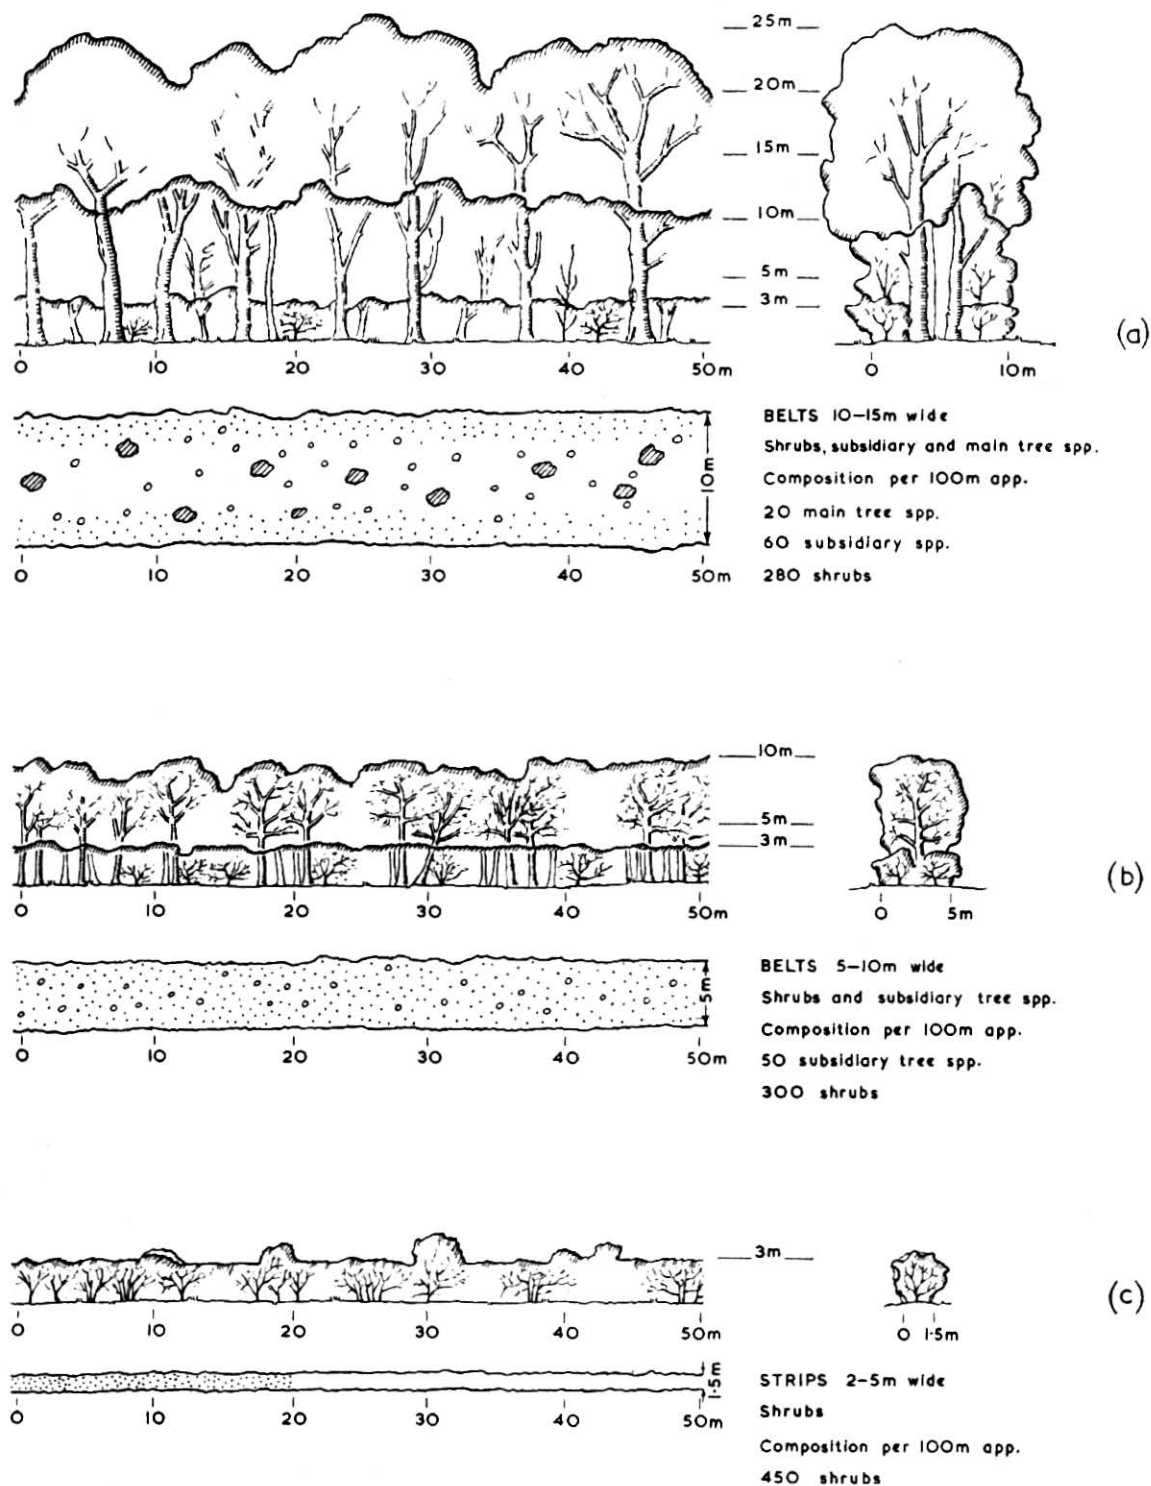 25m
20m
15m
10m
5m
3m
0 10 20 30 40 50m
0 10m
(a)
10m
0 10 20 30 40 50m
BELTS 10–15m wide
Shrubs, subsidiary and main tree spp.
Composition per 100m app.
20 main tree spp.
60 subsidiary spp.
280 shrubs
10m
5m
3m
0 10 20 30 40 50m
0 5m
(b)
5m
0 10 20 30 40 50m
BELTS 5–10m wide
Shrubs and subsidiary tree spp.
Composition per 100m app.
50 subsidiary tree spp.
300 shrubs
3m
0 10 20 30 40 50m
0 1·5m
(c)
1·5m
0 10 20 30 40 50m
STRIPS 2–5m wide
Shrubs
Composition per 100m app.
450 shrubs